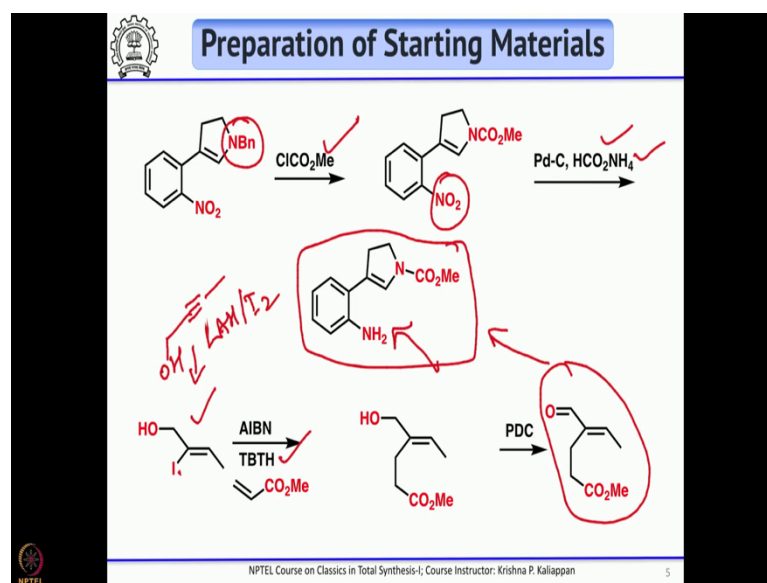 Preparation of Starting Materials
NBn
NO2
ClCO2Me
NCO2Me
NO2
Pd-C, HCO2NH4
N-CO2Me
NH2
OH
LAH/I2
HO
I
AIBN
TBTH
CO2Me
HO
CO2Me
PDC
O
CO2Me
NPTEL Course on Classics in Total Synthesis-I; Course Instructor: Krishna P. Kaliappan
5
NPTEL